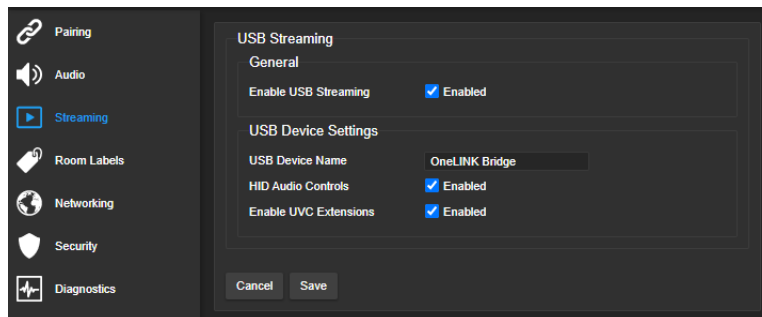 Pairing
Audio
Streaming
Room Labels
Networking
Security
Diagnostics
USB Streaming
General
Enable USB Streaming Enabled
USB Device Settings
USB Device Name OneLINK Bridge
HID Audio Controls Enabled
Enable UVC Extensions Enabled
Cancel Save